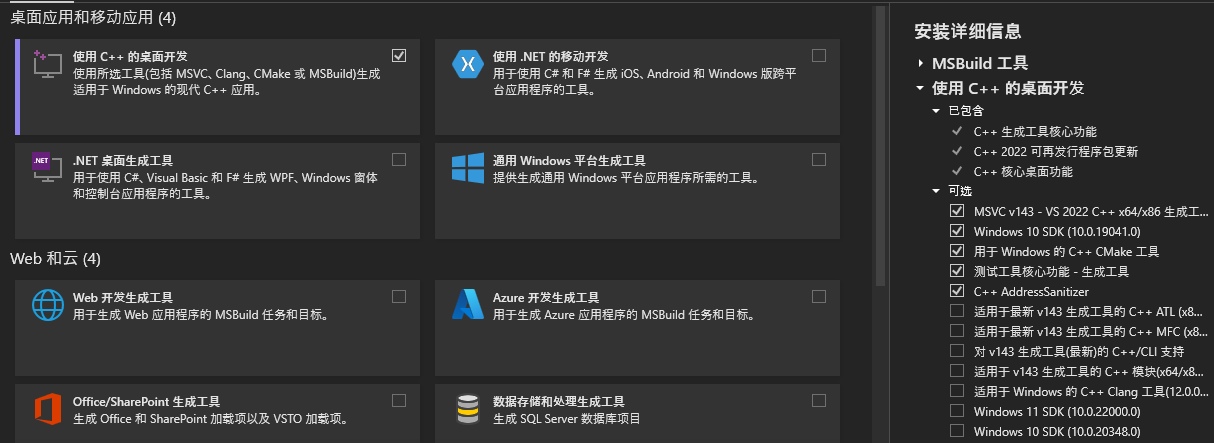 桌面应用和移动应用 (4)
使用 C++ 的桌面开发
使用所选工具(包括 MSVC、Clang、CMake 或 MSBuild)生成
适用于 Windows 的现代 C++ 应用。
使用 .NET 的移动开发
用于使用 C# 和 F# 生成 iOS、Android 和 Windows 版跨平
台应用程序的工具。
.NET
.NET 桌面生成工具
用于使用 C#、Visual Basic 和 F# 生成 WPF、Windows 窗体
和控制台应用程序的工具。
通用 Windows 平台生成工具
提供生成通用 Windows 平台应用程序所需的工具。
Web 和云 (4)
Web 开发生成工具
用于生成 Web 应用程序的 MSBuild 任务和目标。
Azure 开发生成工具
用于生成 Azure 应用程序的 MSBuild 任务和目标。
Office/SharePoint 生成工具
生成 Office 和 SharePoint 加载项以及 VSTO 加载项。
数据存储和处理生成工具
生成 SQL Server 数据库项目
安装详细信息
MSBuild 工具
使用 C++ 的桌面开发
已包含
C++ 生成工具核心功能
C++ 2022 可再发行程序包更新
C++ 核心桌面功能
可选
MSVC v143 - VS 2022 C++ x64/x86 生成工...
Windows 10 SDK (10.0.19041.0)
用于 Windows 的 C++ CMake 工具
测试工具核心功能 - 生成工具
C++ AddressSanitizer
适用于最新 v143 生成工具的 C++ ATL (x8...
适用于最新 v143 生成工具的 C++ MFC (x8...
对 v143 生成工具(最新)的 C++/CLI 支持
适用于 v143 生成工具的 C++ 模块(x64/x8...
适用于 Windows 的 C++ Clang 工具(12.0.0...
Windows 11 SDK (10.0.22000.0)
Windows 10 SDK (10.0.20348.0)